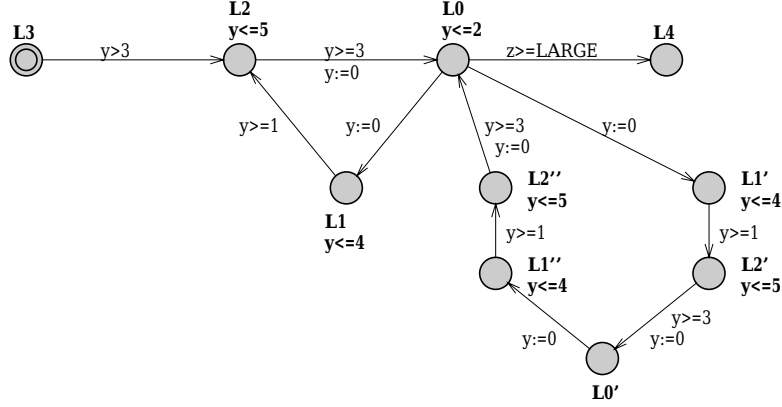 L3
y>3
L2
y<=5
y>=3
y:=0
L0
y<=2
z>=LARGE
L4
y>=1
y:=0
L1
y<=4
y>=3
y:=0
y:=0
L2''
y<=5
L1'
y<=4
y>=1
y>=1
L1''
y<=4
L2'
y<=5
y:=0
y>=3
y:=0
L0'